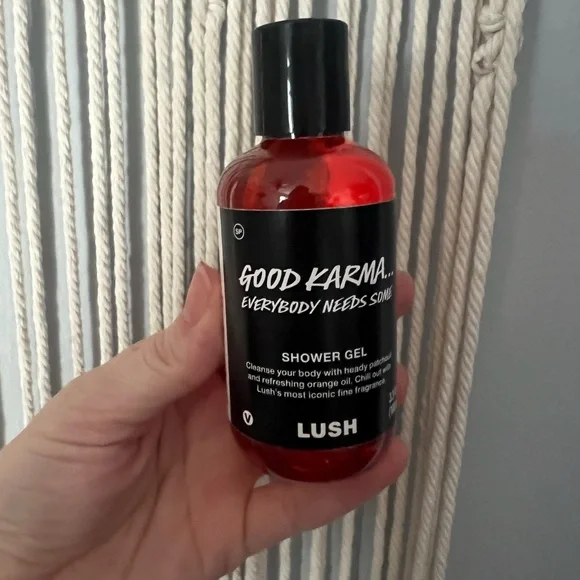 SP
GOOD KARMA...
EVERYBODY NEEDS SOME
SHOWER GEL
Cleanse your body with heady patchouli
and refreshing orange oil. Chill out with
Lush's most iconic fine fragrance.
V
LUSH